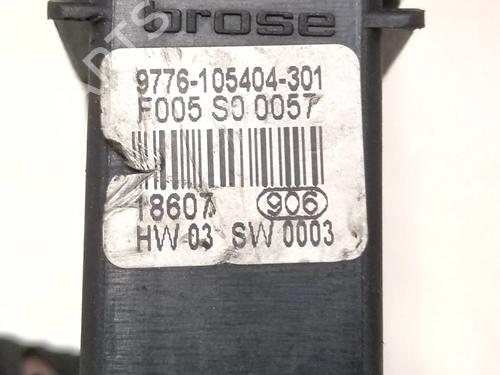 brose
9776-105404-301
F005 S0 0057
18607 906
HW 03 SW 0003